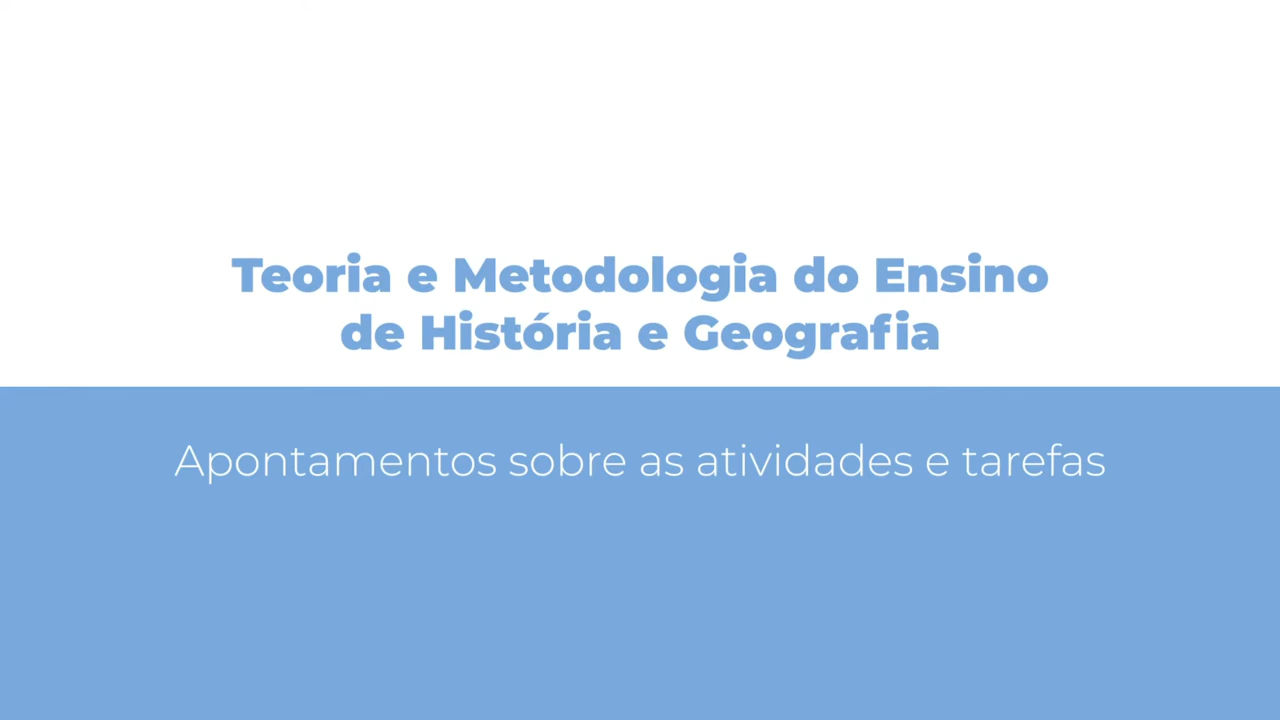 Teoria e Metodologia do Ensino
de História e Geografia
Apontamentos sobre as atividades e tarefas